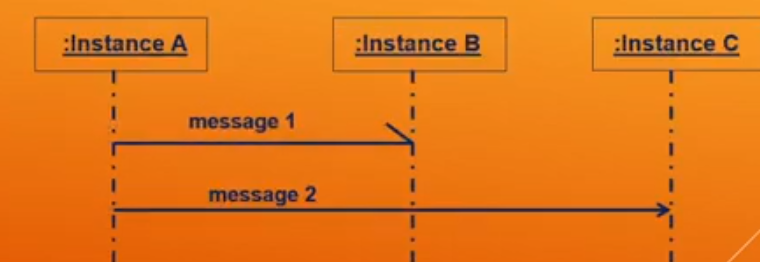 :Instance A
:Instance B
:Instance C
message 1
message 2